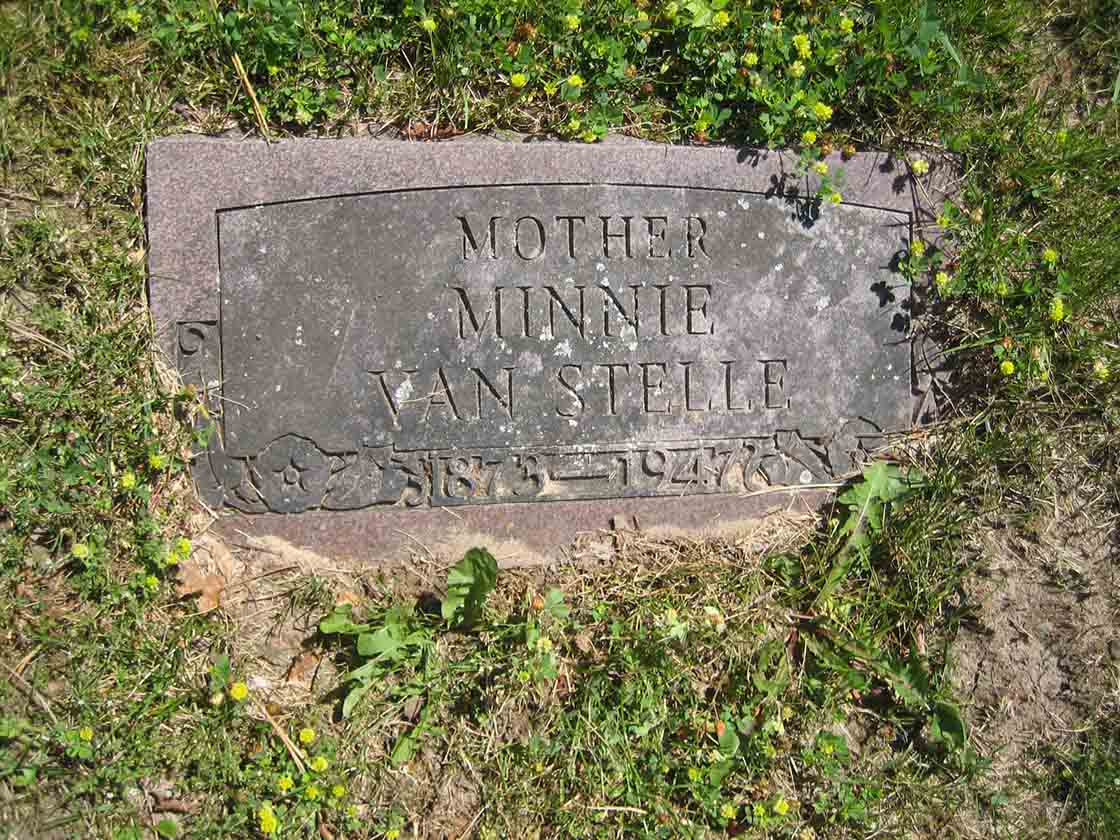 MOTHER
MINNIE
VAN STELLE
1873—1947